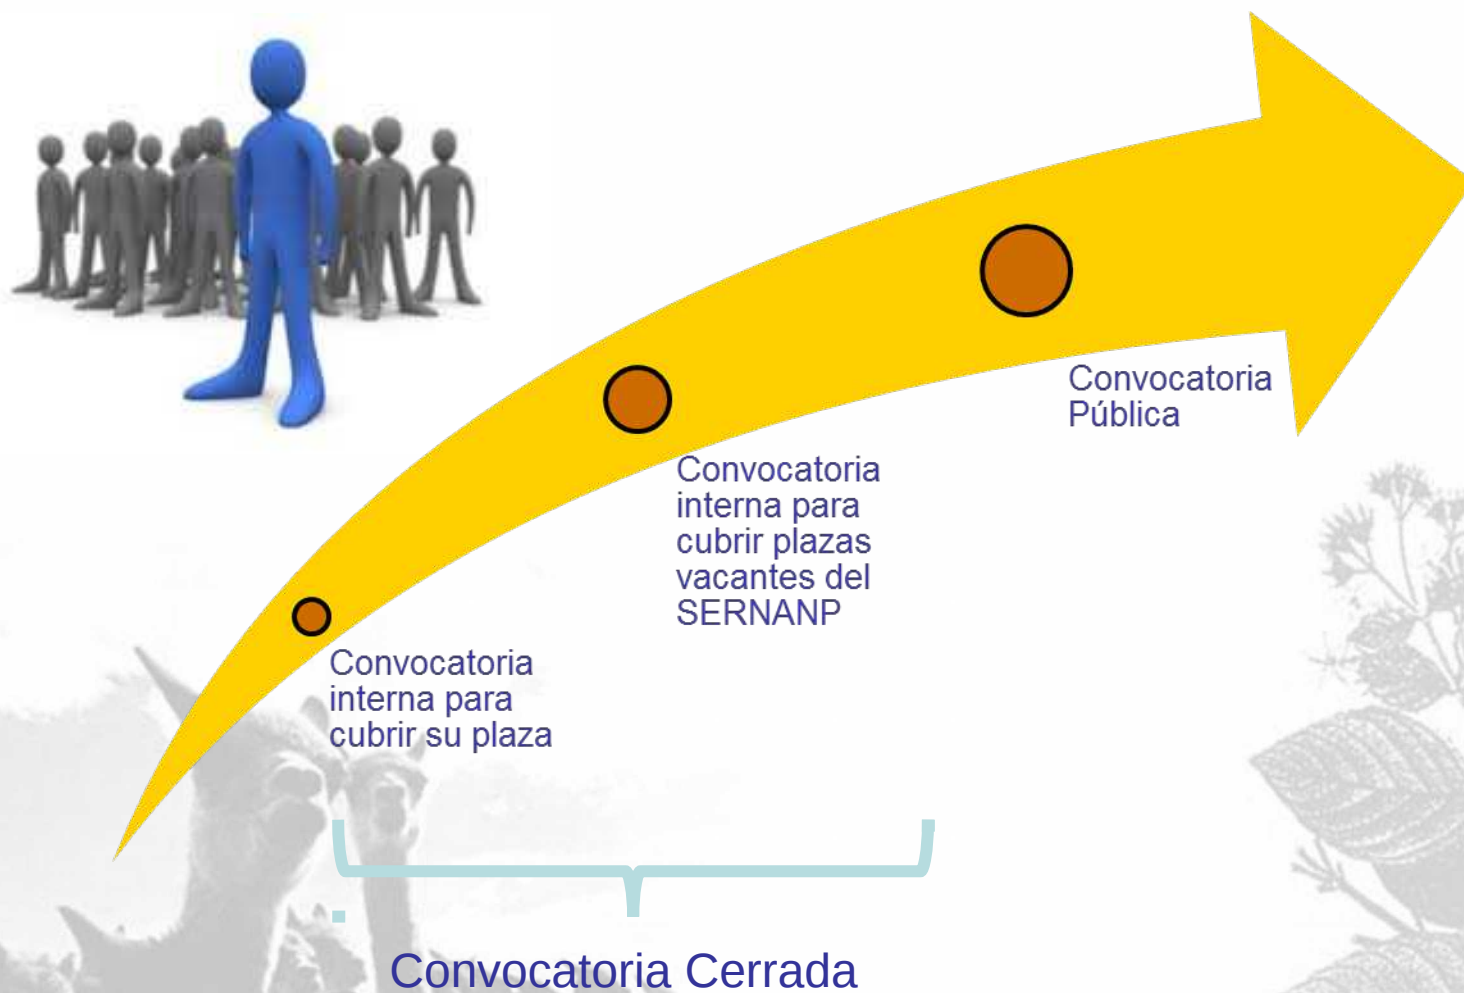 Convocatoria
interna para
cubrir su plaza
Convocatoria
interna para
cubrir plazas
vacantes del
SERNANP
Convocatoria
Pública
Convocatoria Cerrada